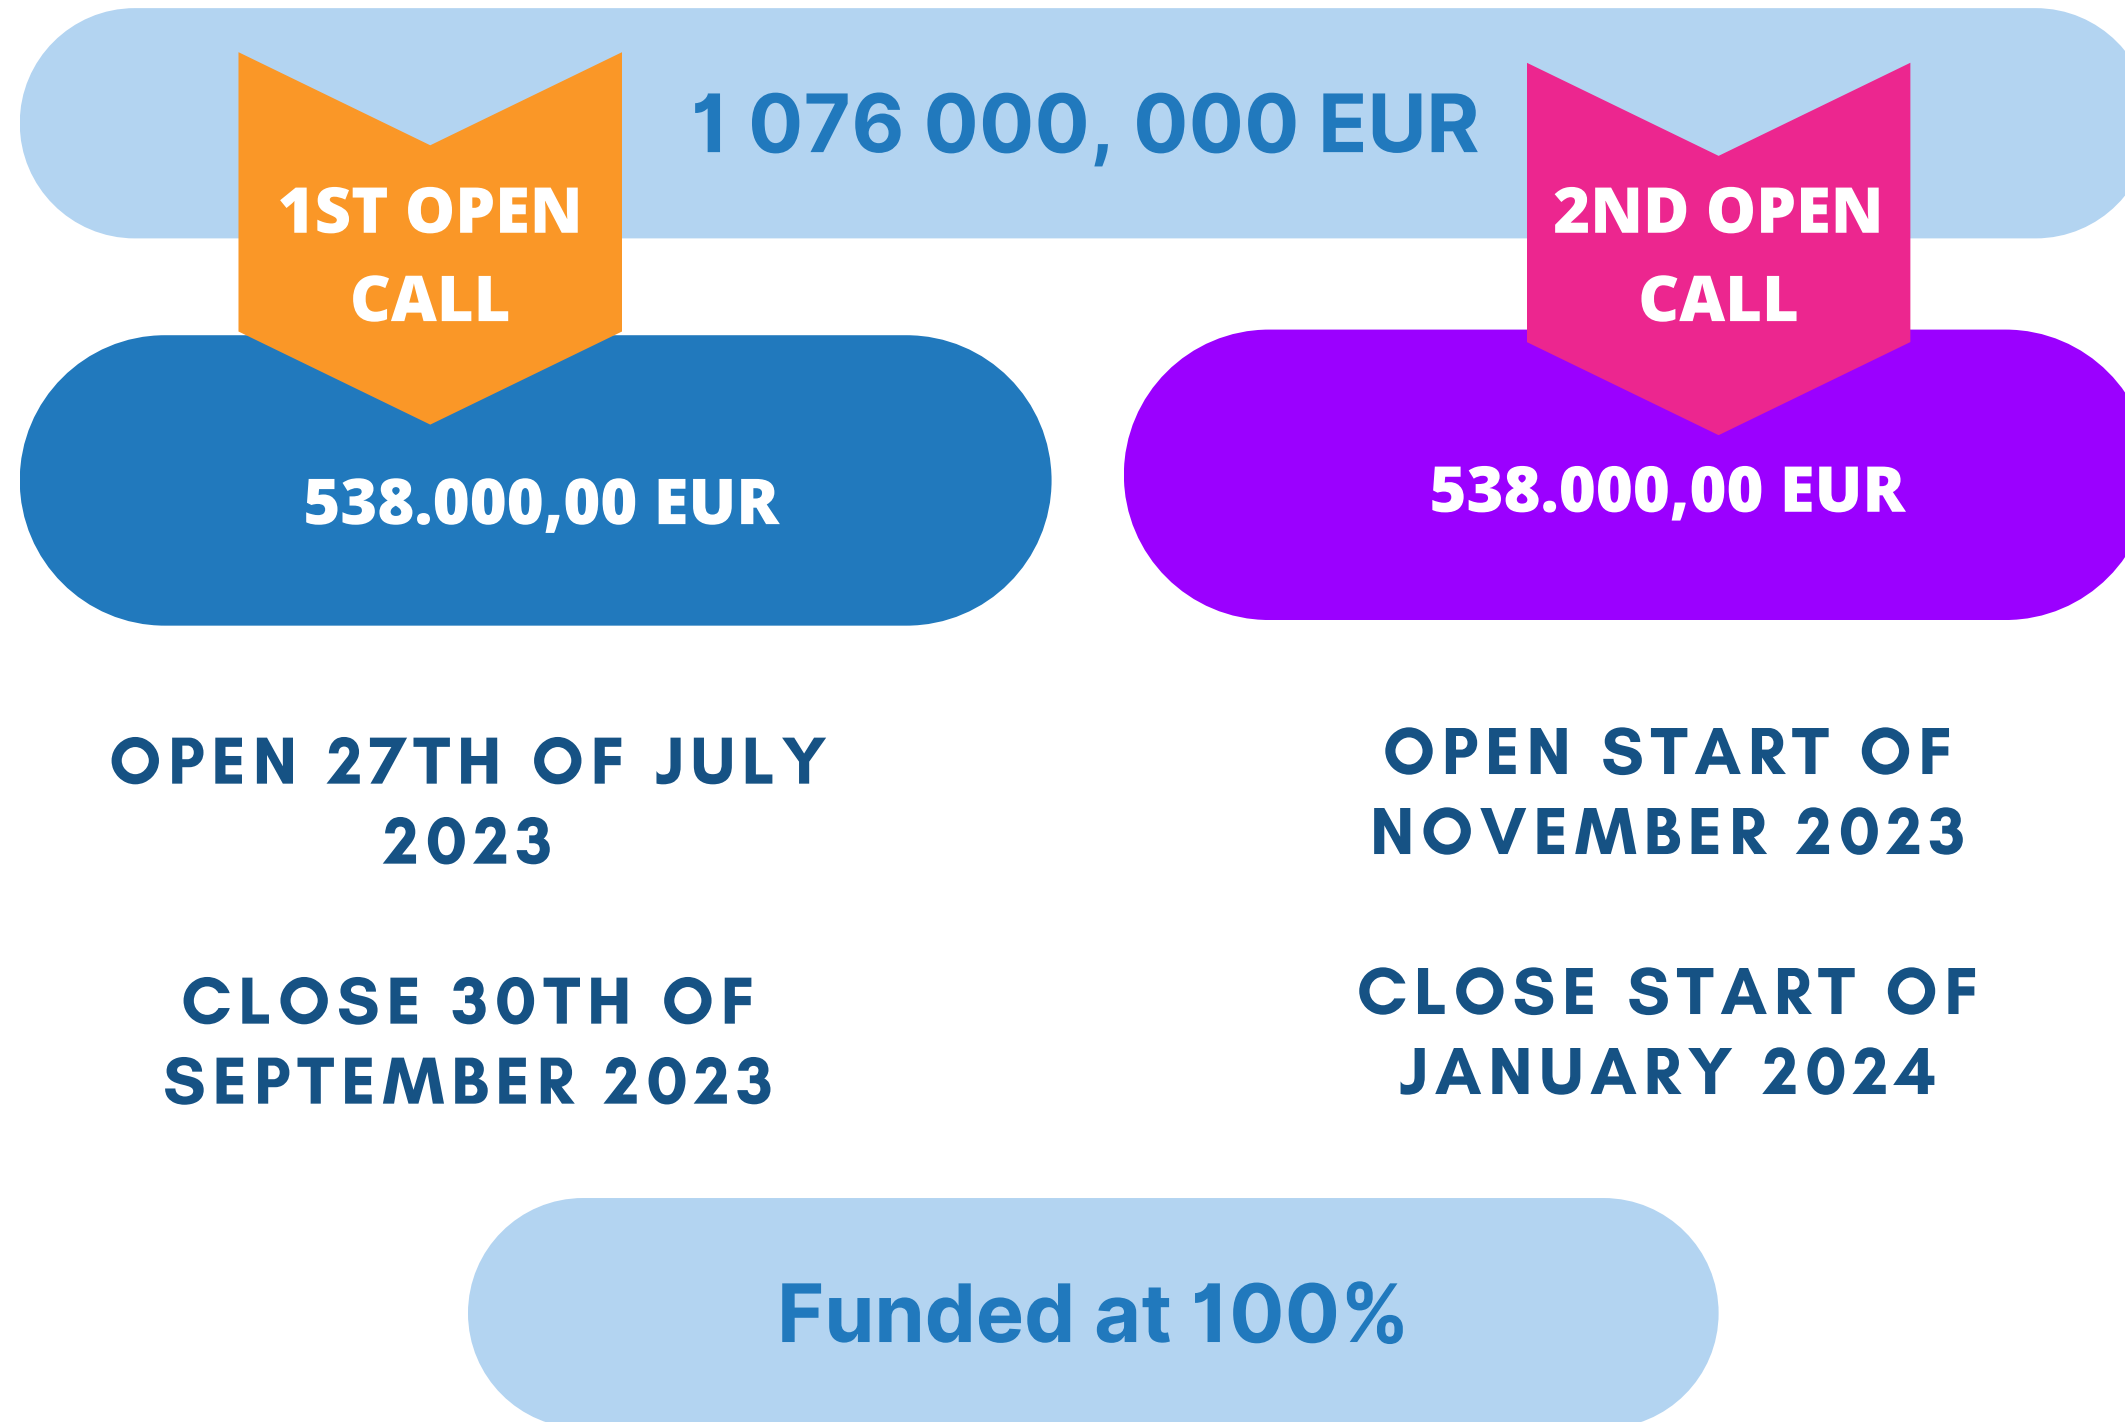 1 076 000, 000 EUR
1ST OPEN
CALL
538.000,00 EUR
OPEN 27TH OF JULY
2023
CLOSE 30TH OF
SEPTEMBER 2023
2ND OPEN
CALL
538.000,00 EUR
OPEN START OF
NOVEMBER 2023
CLOSE START OF
JANUARY 2024
Funded at 100%